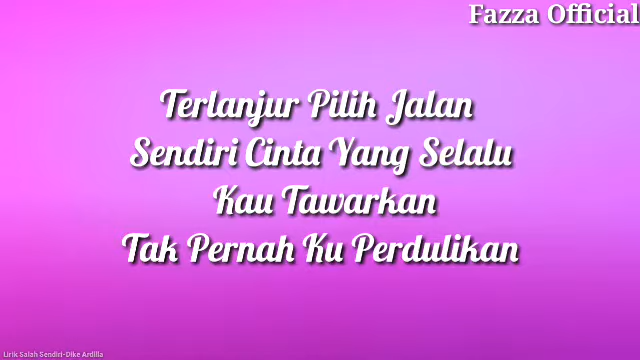 Fazza Official
Terlanjur Pilih Jalan
Sendiri Cinta Yang Selalu
Kau Tawarkan
Tak Pernah Ku Perdulikan
Lirik Salah Sendiri-Dike Ardilla